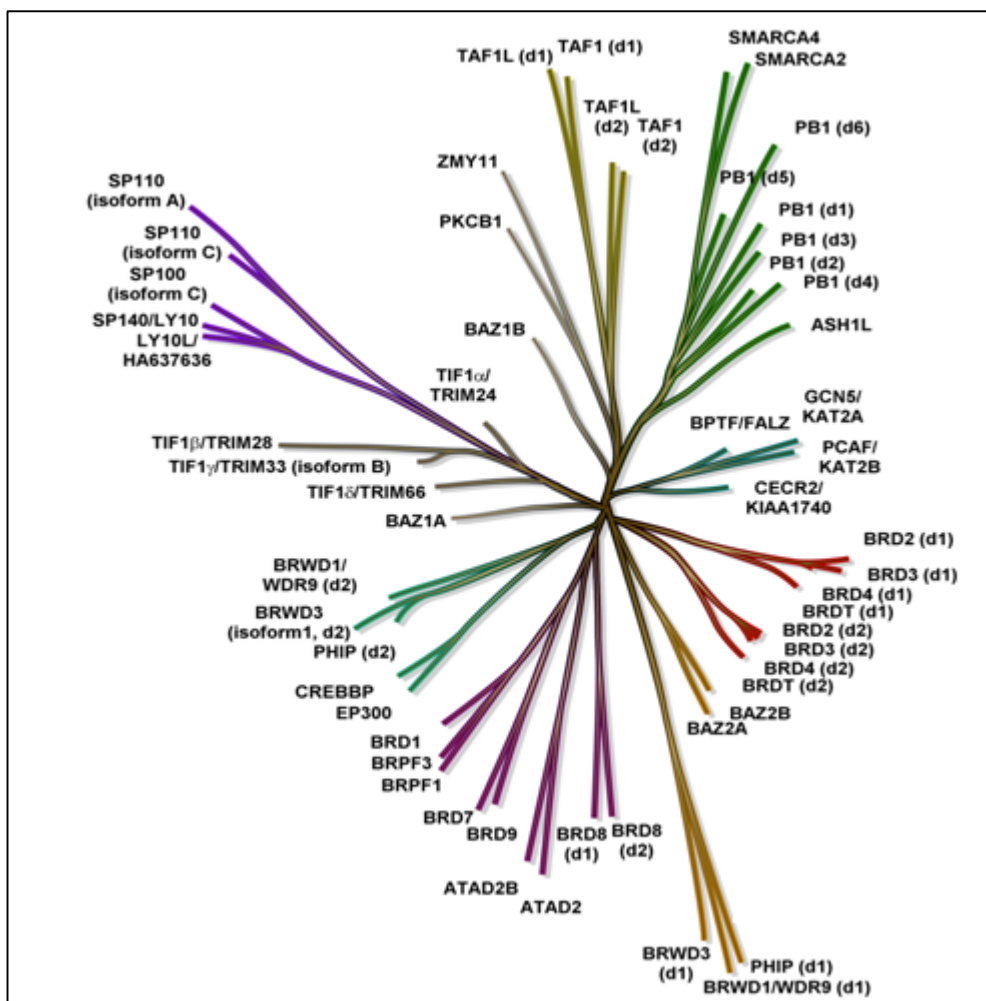 TAF1L (d1)
TAF1 (d1)
SMARCA4
SMARCA2
TAF1L
(d2)
TAF1
(d2)
PB1 (d6)
ZMY11
PB1 (d5)
SP110
(isoform A)
PKCB1
PB1 (d1)
SP110
(isoform C)
PB1 (d3)
SP100
(isoform C)
PB1 (d2)
PB1 (d4)
SP140/LY10
LY10L/
HA637636
BAZ1B
ASH1L
TIF1α/
TRIM24
GCN5/
KAT2A
BPTF/FALZ
TIF1β/TRIM28
PCAF/
KAT2B
TIF1γ/TRIM33 (isoform B)
TIF1δ/TRIM66
CECR2/
KIAA1740
BAZ1A
BRD2 (d1)
BRD3 (d1)
BRWD1/
WDR9 (d2)
BRD4 (d1)
BRDT (d1)
BRWD3
(isoform1, d2)
BRD2 (d2)
BRD3 (d2)
PHIP (d2)
BRD4 (d2)
BRDT (d2)
CREBBP
EP300
BAZ2B
BAZ2A
BRD1
BRPF3
BRPF1
BRD7
BRD9
BRD8
(d1)
BRD8
(d2)
ATAD2B
ATAD2
BRWD3
(d1)
PHIP (d1)
BRWD1/WDR9 (d1)